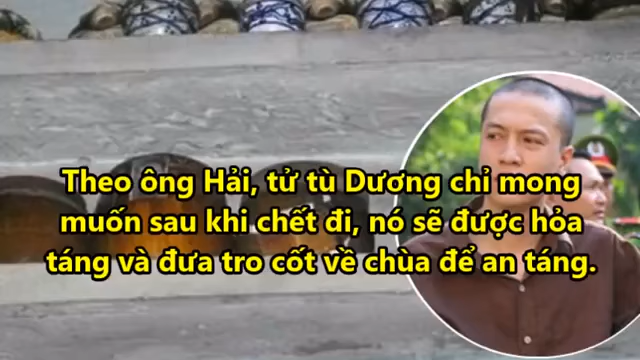 Theo ông Hải, tử tù Dương chỉ mong
muốn sau khi chết đi, nó sẽ được hỏa
táng và đưa tro cốt về chùa để an táng.